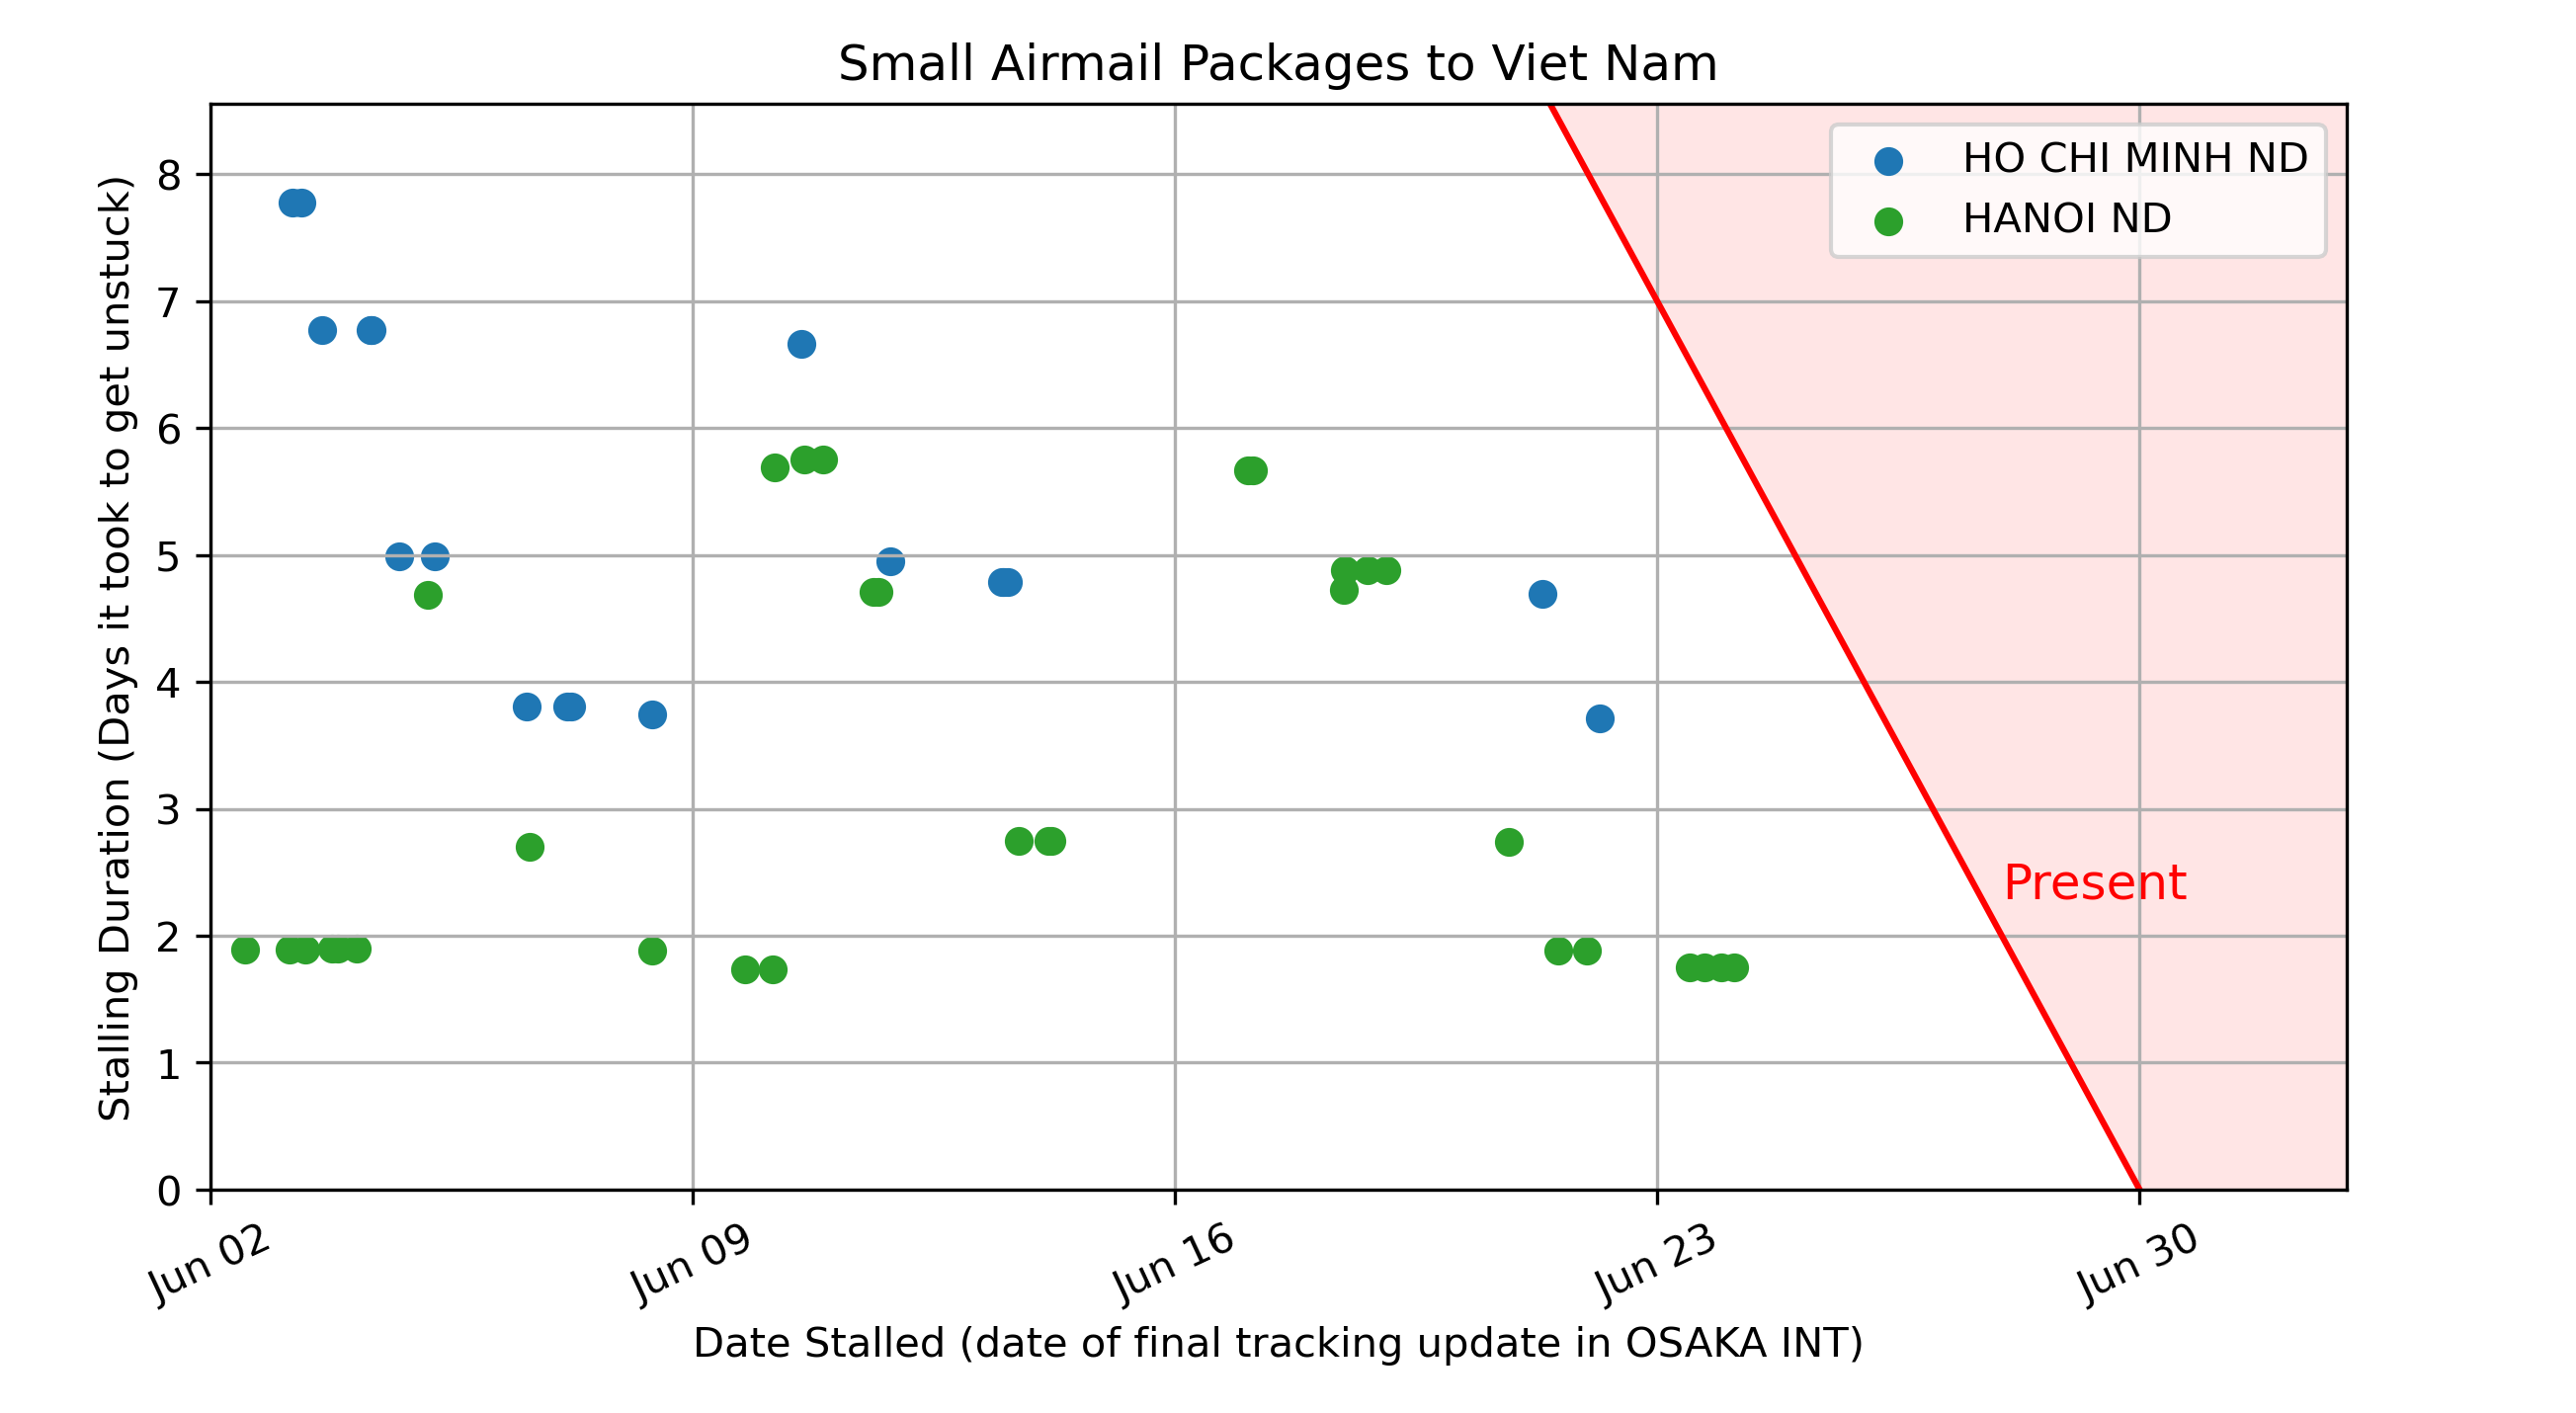 Small Airmail Packages to Viet Nam
HO CHI MINH ND
HANOI ND
Present
Stalling Duration (Days it took to get unstuck)
8
7
6
5
4
3
2
1
0
Jun 02
Jun 09
Jun 16
Jun 23
Jun 30
Date Stalled (date of final tracking update in OSAKA INT)